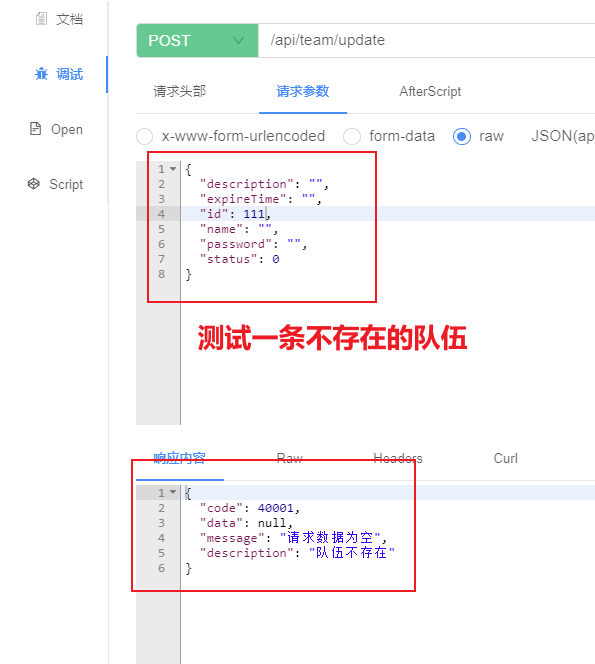 文档
POST
/api/team/update
调试
请求头部
请求参数
AfterScript
Open
x-www-form-urlencoded
form-data
raw
JSON(ap
Script
1 {
2 "description": "",
3 "expireTime": "",
4 "id": 111,
5 "name": "",
6 "password": "",
7 "status": 0
8 }
测试一条不存在的队伍
响应内容
Raw
Headers
Curl
1 {
2 "code": 40001,
3 "data": null,
4 "message": "请求数据为空",
5 "description": "队伍不存在"
6 }